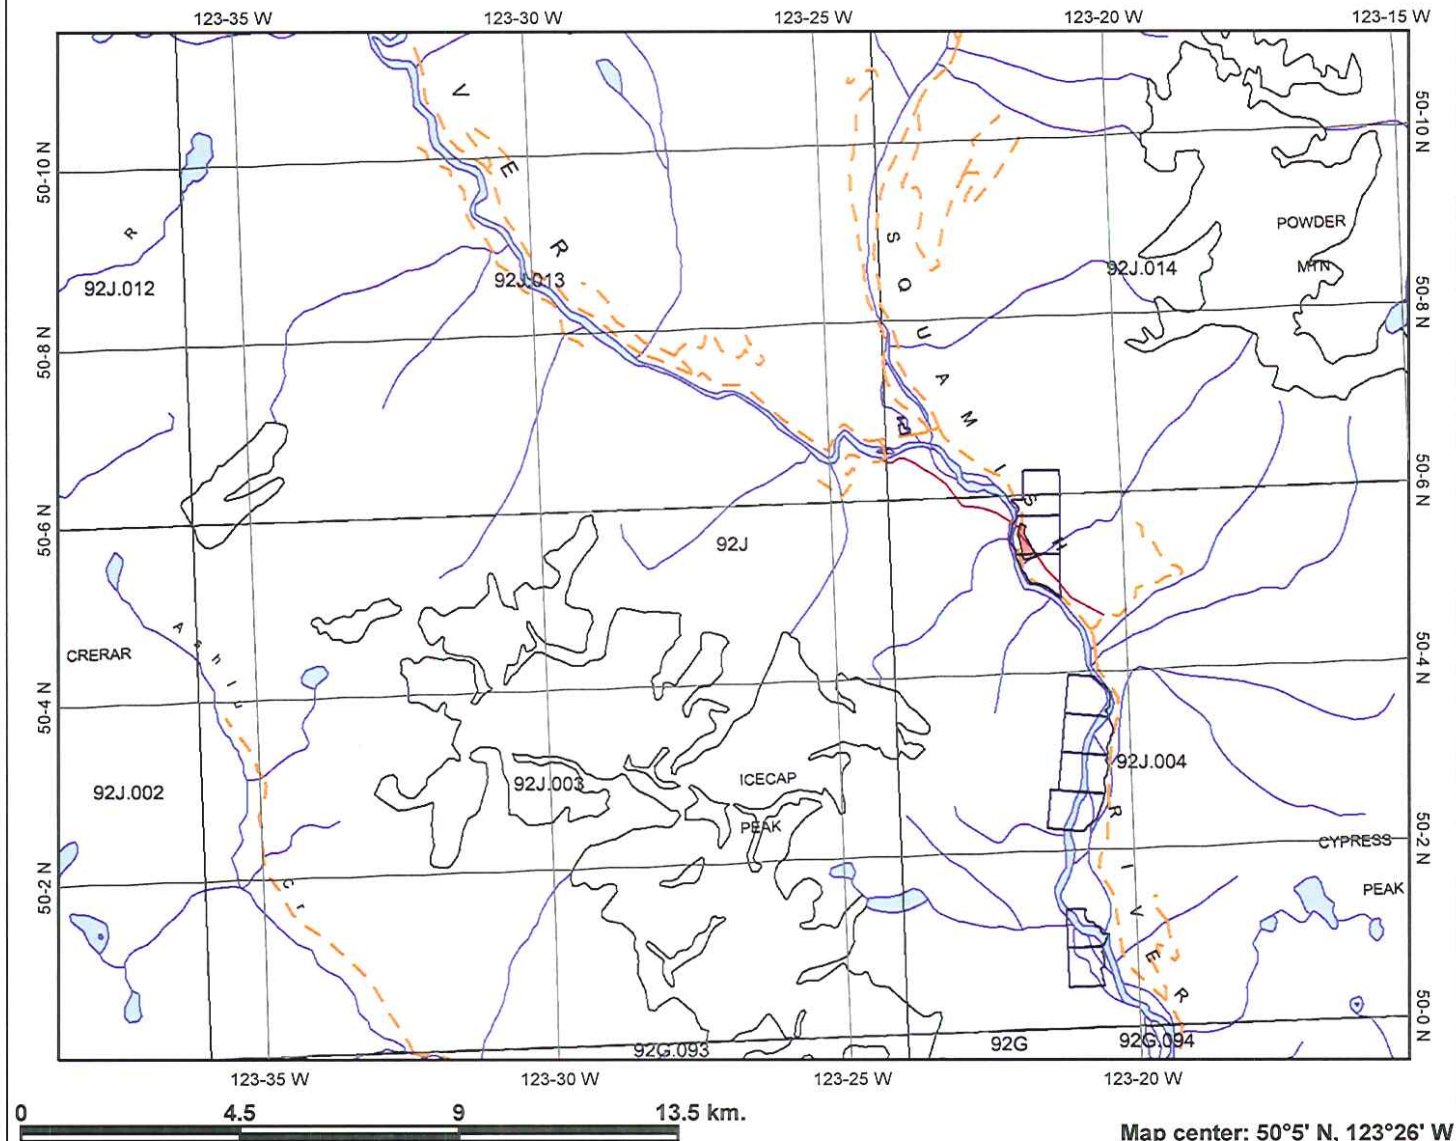 123-35 W 123-30 W 123-25 W 123-20 W 123-15 W
V
E
R
50-10 N
50-10 N
R
S
Q
U
A
M
I
S
H
POWDER
MTN
92J.012
92J.013
92J.014
50-8 N
50-8 N
50-6 N
50-6 N
92J
A s h l u
CRERAR
50-4 N
50-4 N
92J.002
92J.003
ICECAP
PEAK
92J.004
R
I
V
E
R
50-2 N
50-2 N
CYPRESS
PEAK
C r
50-0 N
92G.093
92G
92G.094
123-35 W 123-30 W 123-25 W 123-20 W
0 4.5 9 13.5 km.
Map center: 50°5' N, 123°26' W